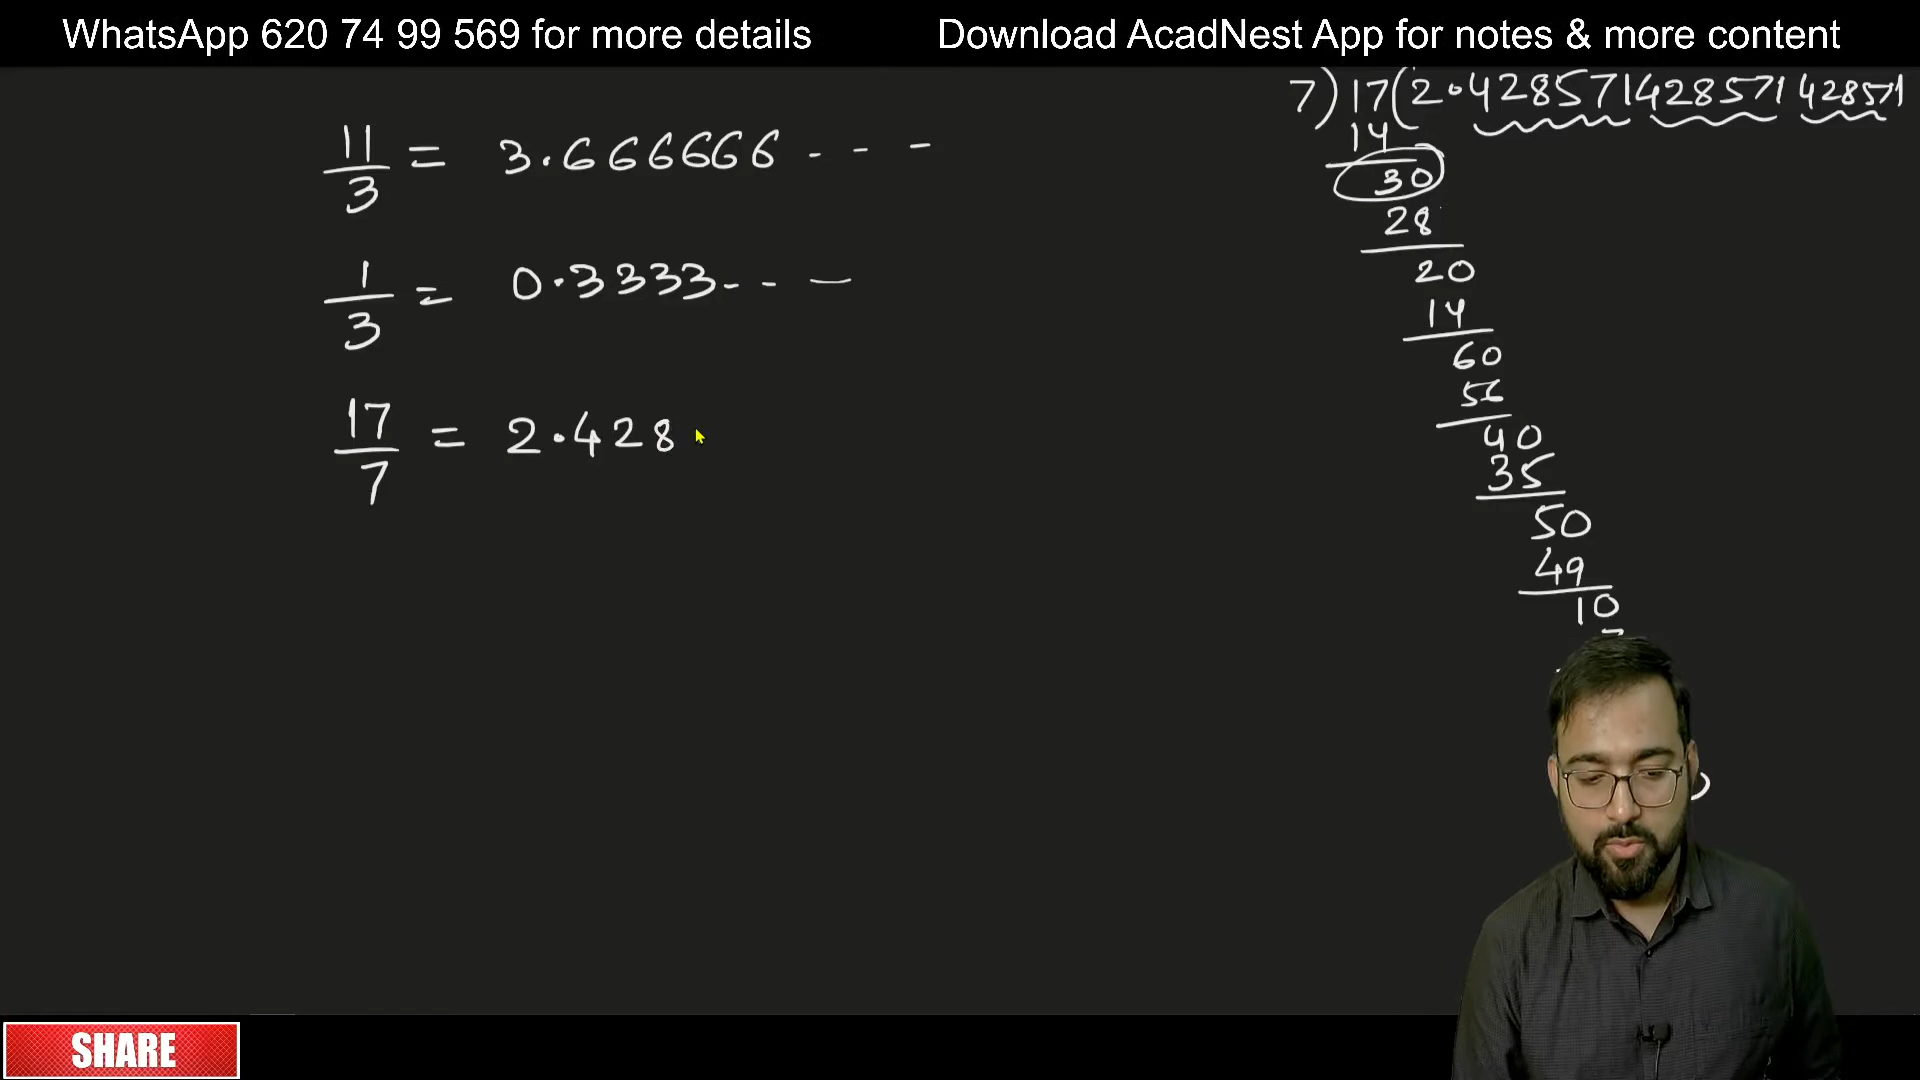 WhatsApp 620 74 99 569 for more details
Download AcadNest App for notes & more content
11/3 = 3.666666 - - -
1/3 = 0.3333 - - -
17/7 = 2.428
7)17(2.428571428571428571
14
30
28
20
14
60
56
40
35
50
49
10
SHARE